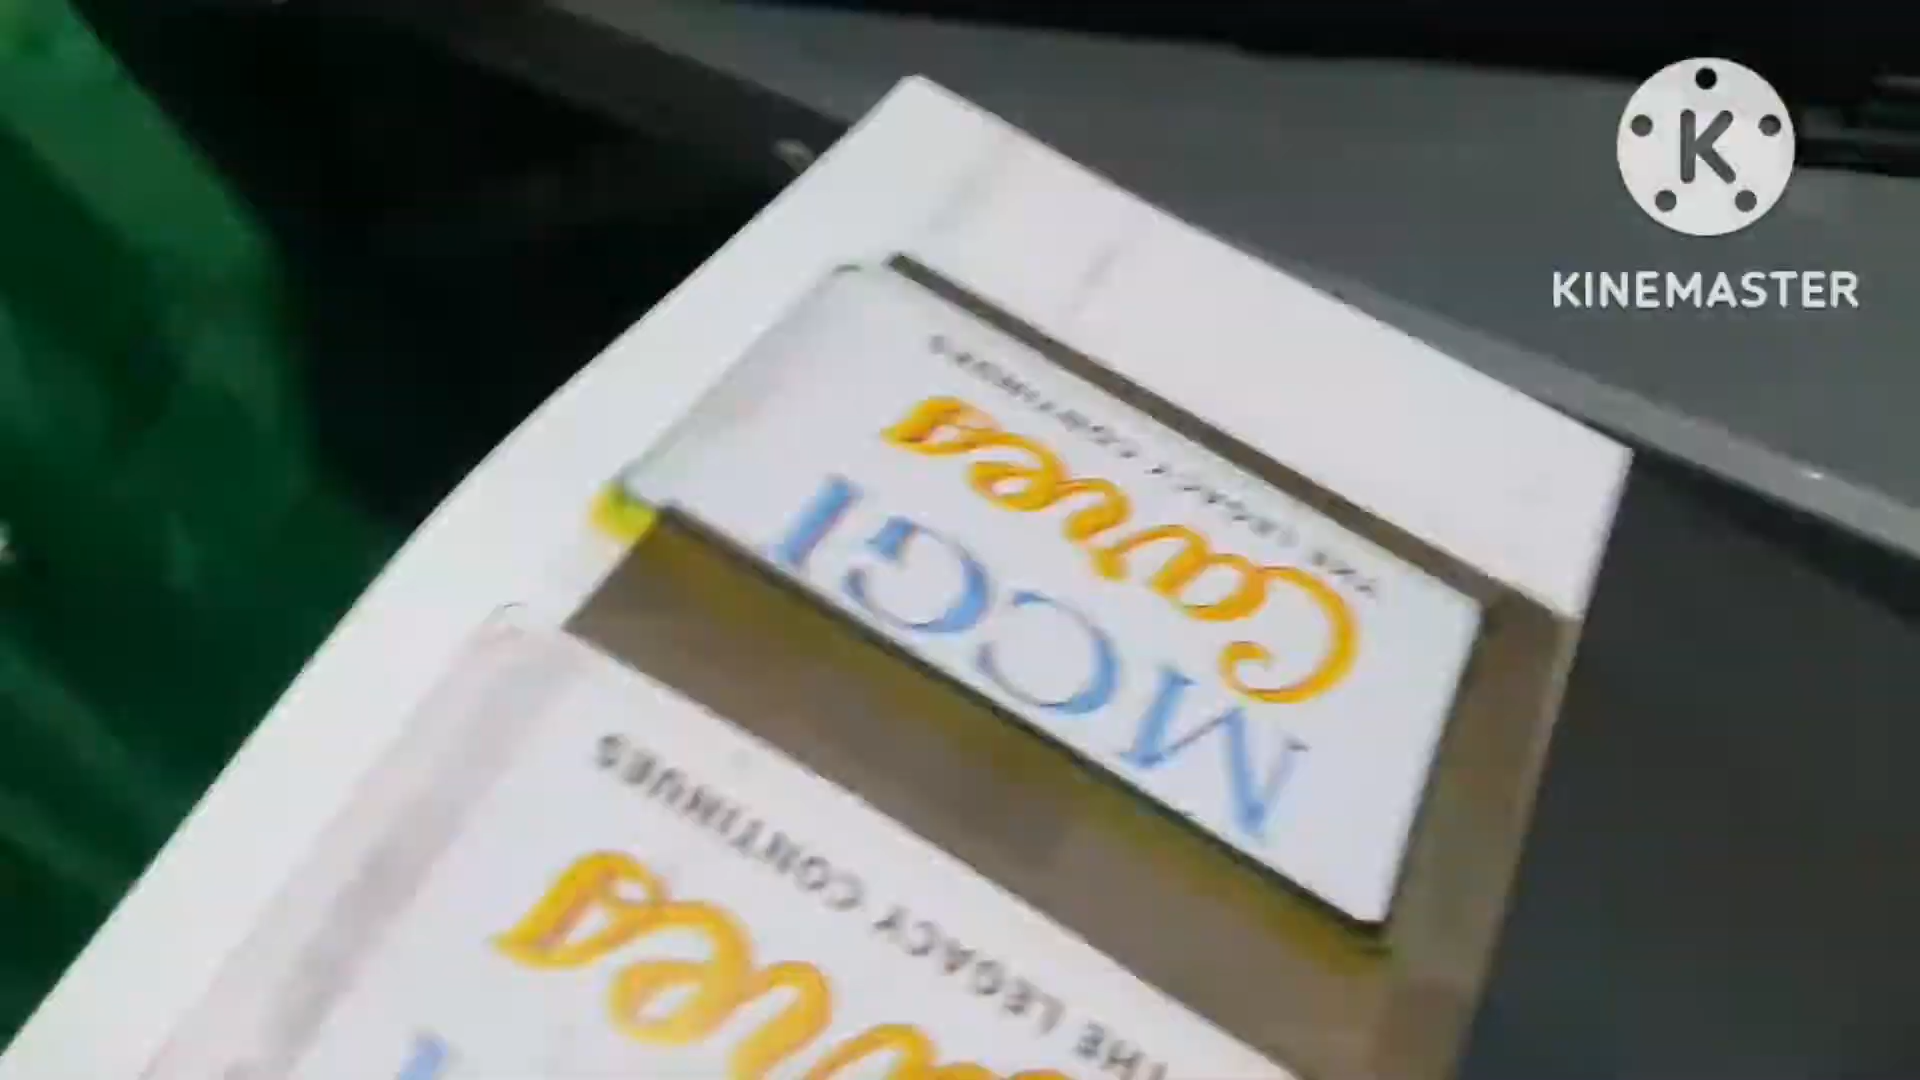 K
KINEMASTER
MCGI
Cares
THE LEGACY CONTINUES
Cares
THE LEGACY CONTINUES